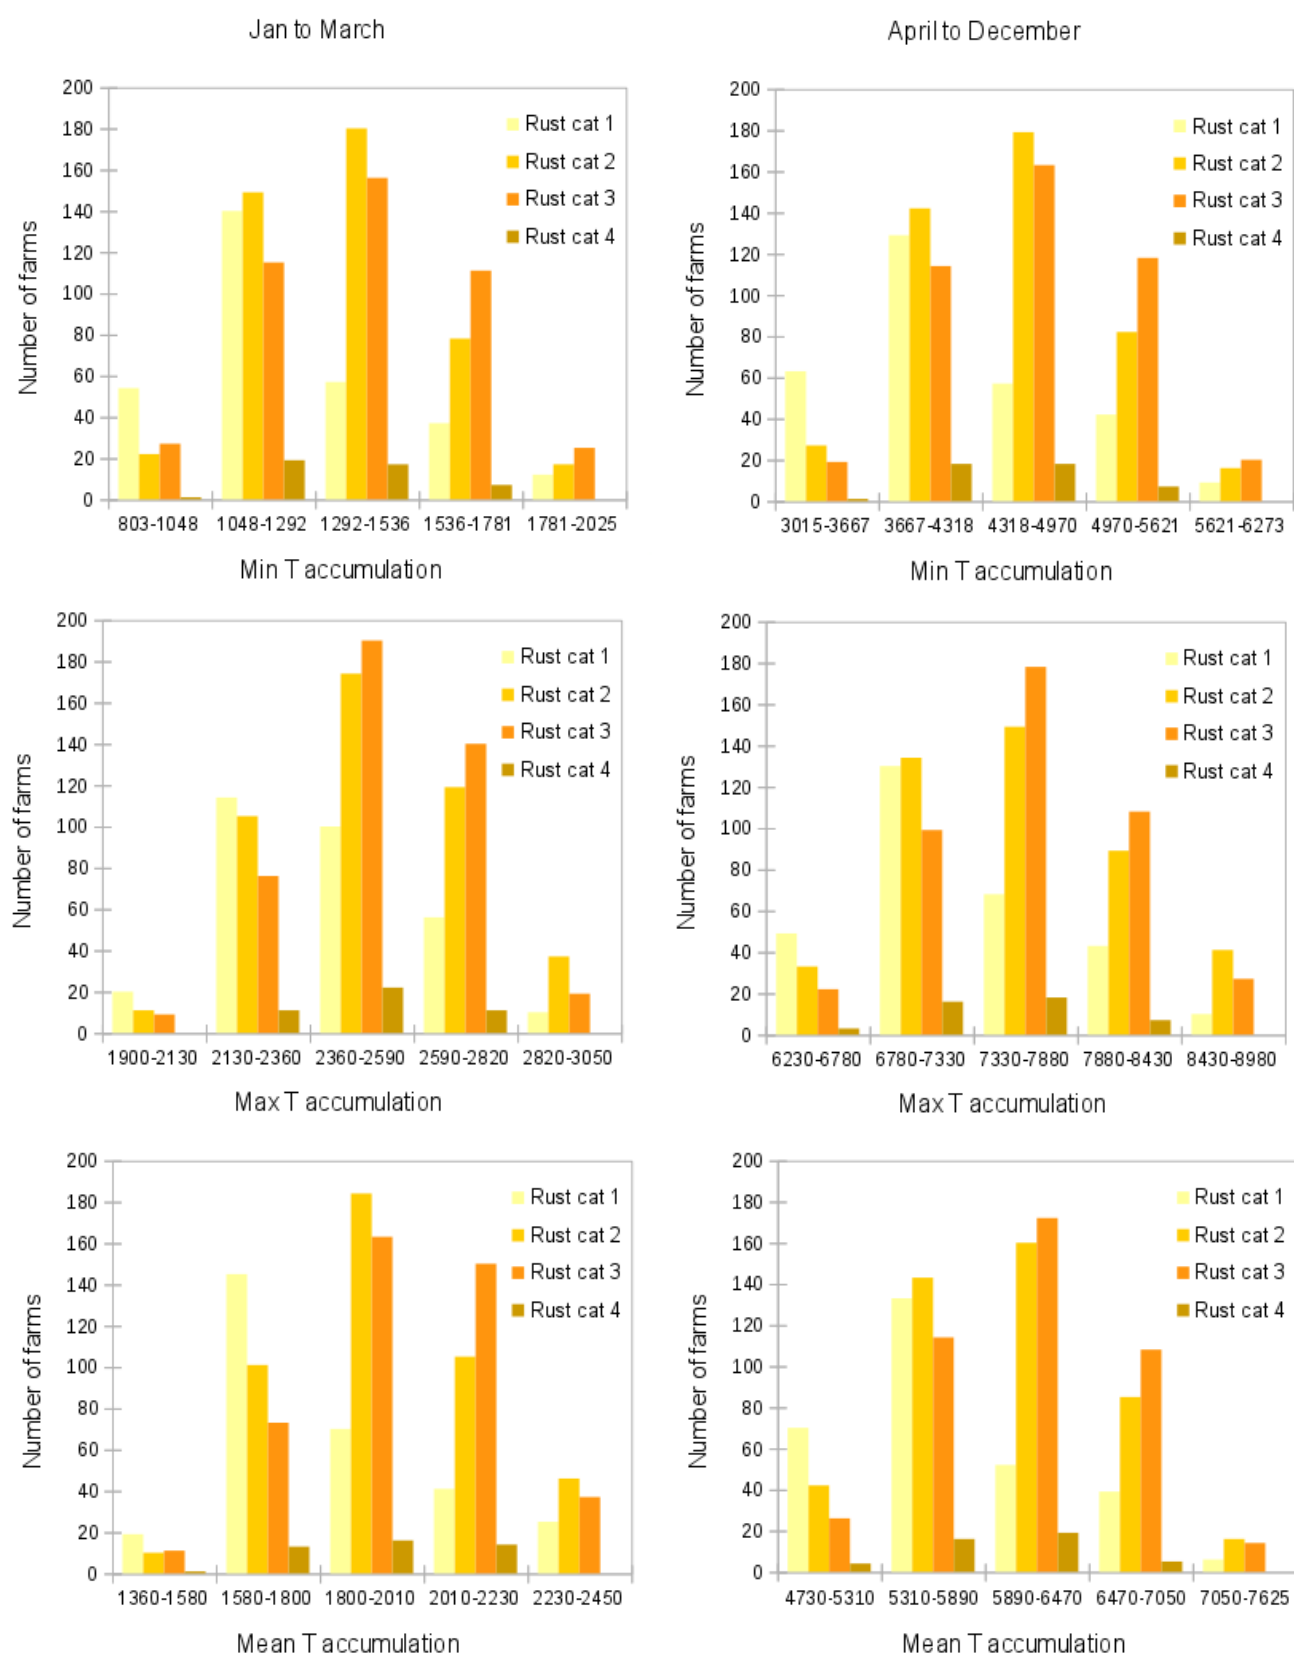 Jan to March
April to December
200
180
160
140
120
100
80
60
40
20
0
Number of farms
Rust cat 1
Rust cat 2
Rust cat 3
Rust cat 4
803-1048 1048-1292 1292-1536 1536-1781 1781-2025
Min T accumulation
200
180
160
140
120
100
80
60
40
20
0
Number of farms
Rust cat 1
Rust cat 2
Rust cat 3
Rust cat 4
3015-3667 3667-4318 4318-4970 4970-5621 5621-6273
Min T accumulation
200
180
160
140
120
100
80
60
40
20
0
Number of farms
Rust cat 1
Rust cat 2
Rust cat 3
Rust cat 4
1900-2130 2130-2360 2360-2590 2590-2820 2820-3050
Max T accumulation
200
180
160
140
120
100
80
60
40
20
0
Number of farms
Rust cat 1
Rust cat 2
Rust cat 3
Rust cat 4
6230-6780 6780-7330 7330-7880 7880-8430 8430-8980
Max T accumulation
200
180
160
140
120
100
80
60
40
20
0
Number of farms
Rust cat 1
Rust cat 2
Rust cat 3
Rust cat 4
1360-1580 1580-1800 1800-2010 2010-2230 2230-2450
Mean T accumulation
200
180
160
140
120
100
80
60
40
20
0
Number of farms
Rust cat 1
Rust cat 2
Rust cat 3
Rust cat 4
4730-5310 5310-5890 5890-6470 6470-7050 7050-7625
Mean T accumulation